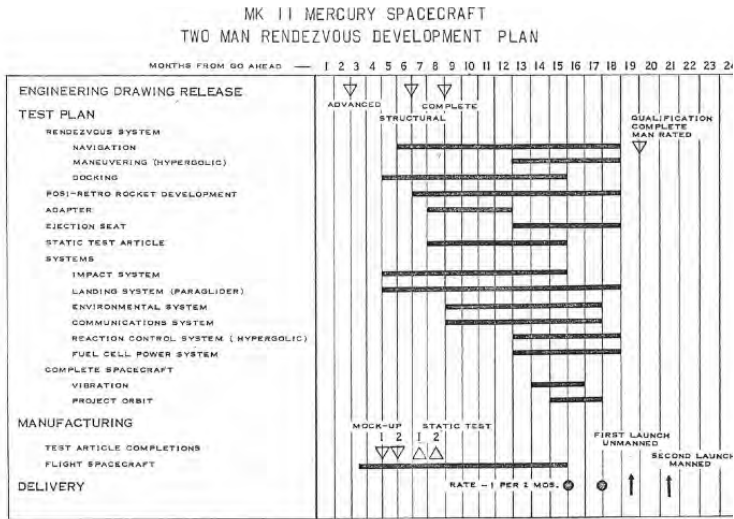 MK II MERCURY SPACECRAFT
TWO MAN RENDEZVOUS DEVELOPMENT PLAN
MONTHS FROM GO AHEAD — 1 2 3 4 5 6 7 8 9 10 11 12 13 14 15 16 17 18 19 20 21 22 23 24
ENGINEERING DRAWING RELEASE
ADVANCED
COMPLETE
STRUCTURAL
TEST PLAN
QUALIFICATION
COMPLETE
MAN RATED
RENDEZVOUS SYSTEM
NAVIGATION
MANEUVERING (HYPERGOLIC)
DOCKING
POSI-RETRO ROCKET DEVELOPMENT
ADAPTER
EJECTION SEAT
STATIC TEST ARTICLE
SYSTEMS
IMPACT SYSTEM
LANDING SYSTEM (PARAGLIDER)
ENVIRONMENTAL SYSTEM
COMMUNICATIONS SYSTEM
REACTION CONTROL SYSTEM (HYPERGOLIC)
FUEL CELL POWER SYSTEM
COMPLETE SPACECRAFT
VIBRATION
PROJECT ORBIT
MANUFACTURING
MOCK-UP STATIC TEST
1 2 1 2
FIRST LAUNCH
UNMANNED
TEST ARTICLE COMPLETIONS
FLIGHT SPACECRAFT
SECOND LAUNCH
MANNED
DELIVERY
RATE - 1 PER 2 MOS.